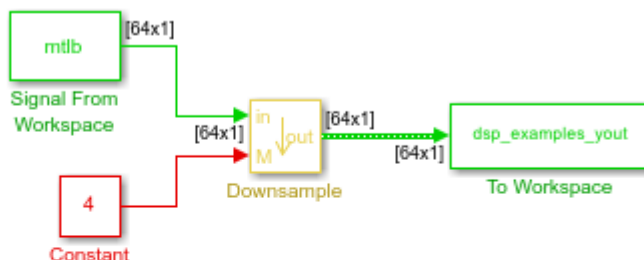 [64x1]
mtlb
Signal From
Workspace
[64x1]
in
out
M
Downsample
[64x1]
[64x1]
dsp_examples_yout
To Workspace
4
Constant